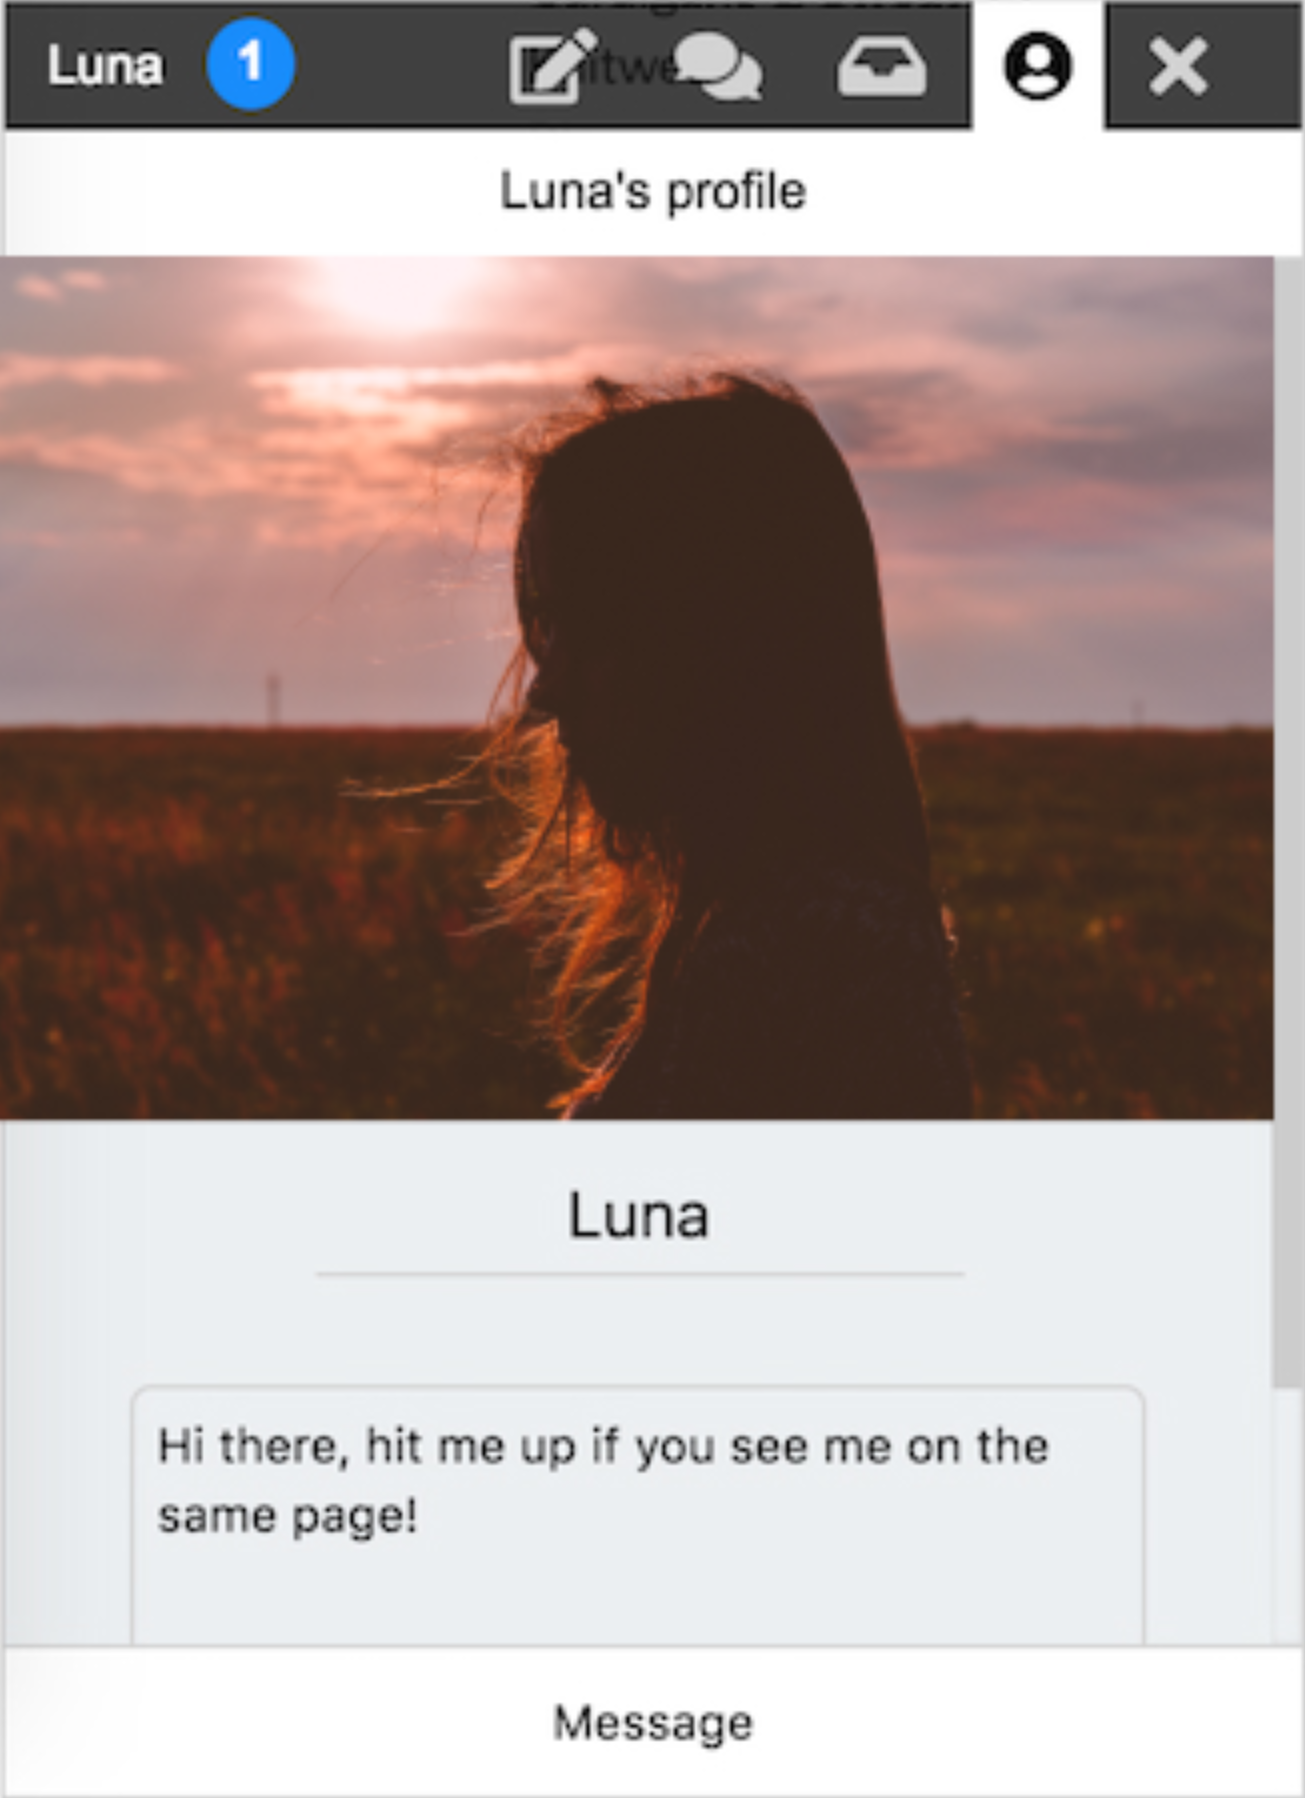 Luna 1
Luna's profile
Luna
Hi there, hit me up if you see me on the
same page!
Message